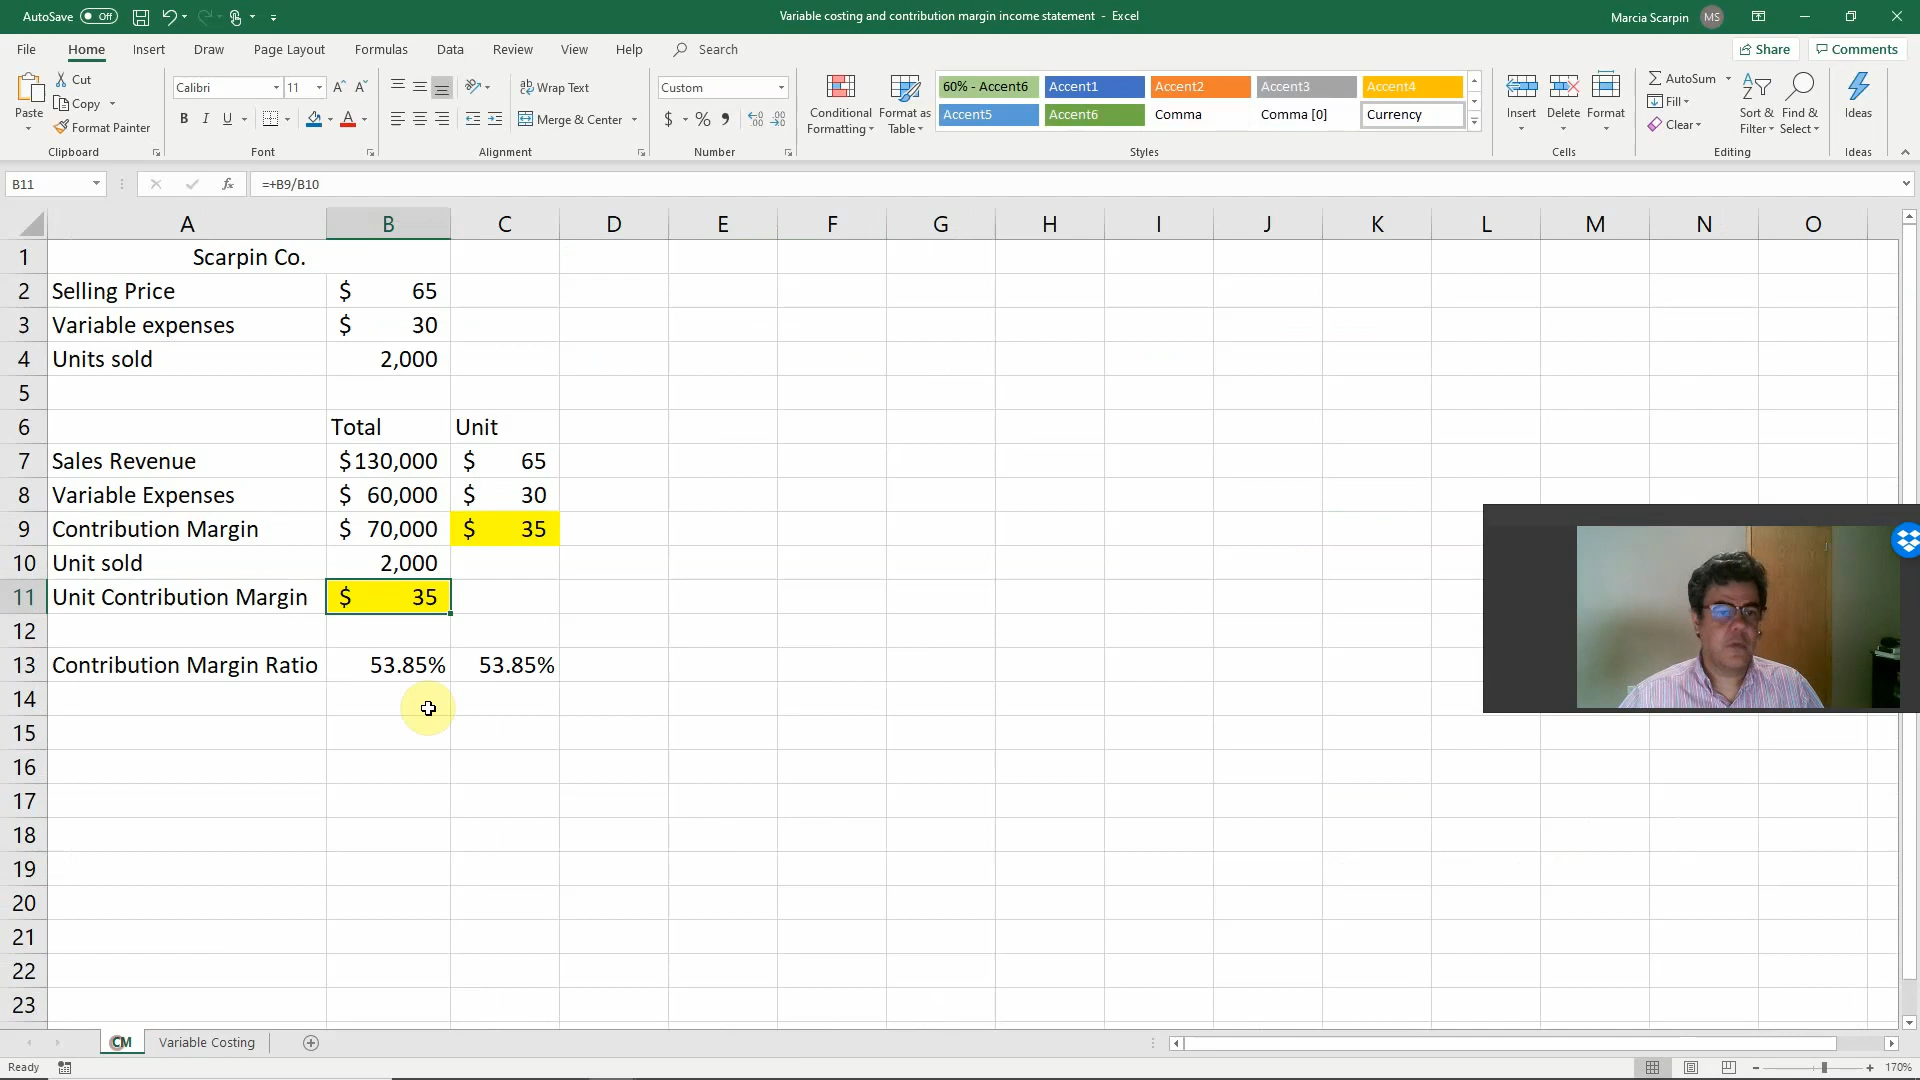 AutoSave Off
Variable costing and contribution margin income statement - Excel
Marcia Scarpin MS
File Home Insert Draw Page Layout Formulas Data Review View Help Search
Share Comments
Paste
Cut
Copy
Format Painter
Clipboard
Calibri 11
B I U
Font
Wrap Text
Merge & Center
Alignment
Custom
$ % ,
Number
Conditional Formatting
Format as Table
60% - Accent6 Accent1 Accent2 Accent3 Accent4
Accent5 Accent6 Comma Comma [0] Currency
Styles
Insert Delete Format
Cells
AutoSum
Fill
Clear
Sort & Filter
Find & Select
Editing
Ideas
Ideas
B11 fx =+B9/B10
A B C D E F G H I J K L M N O
1 Scarpin Co.
2 Selling Price $ 65
3 Variable expenses $ 30
4 Units sold 2,000
5
6 Total Unit
7 Sales Revenue $130,000 $ 65
8 Variable Expenses $ 60,000 $ 30
9 Contribution Margin $ 70,000 $ 35
10 Unit sold 2,000
11 Unit Contribution Margin $ 35
12
13 Contribution Margin Ratio 53.85% 53.85%
14
15
16
17
18
19
20
21
22
23
CM Variable Costing
Ready
170%